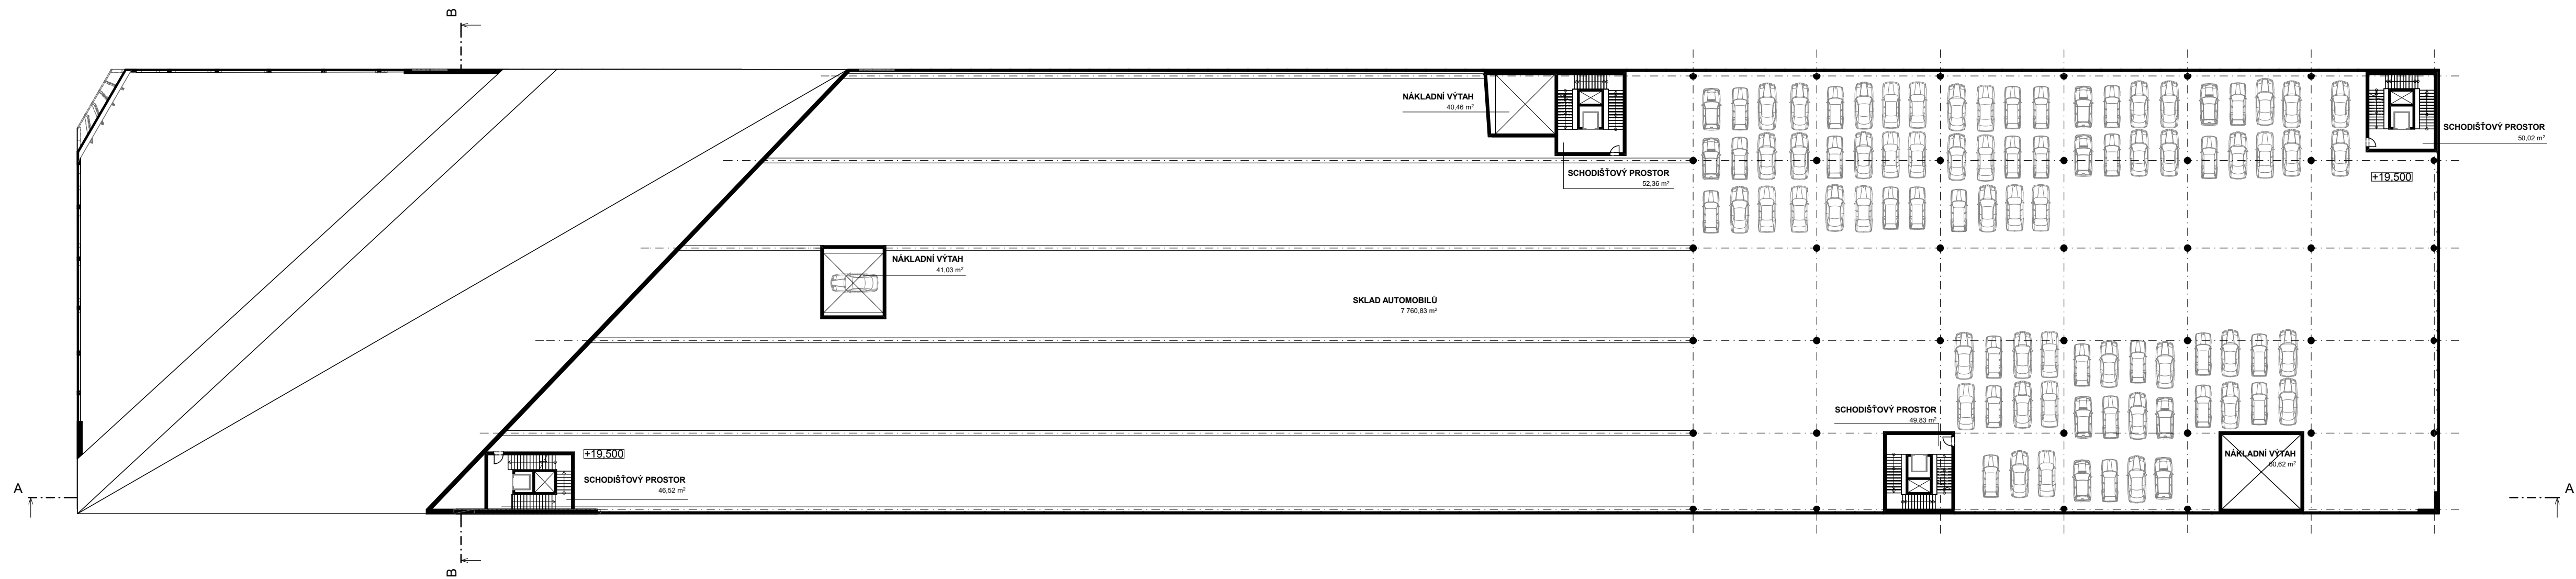 B
NÁKLADNÍ VÝTAH
40,46 m²
SCHODIŠŤOVÝ PROSTOR
50,02 m²
SCHODIŠŤOVÝ PROSTOR
52,36 m²
+19,500
NÁKLADNÍ VÝTAH
41,03 m²
SKLAD AUTOMOBILŮ
7 760,83 m²
SCHODIŠŤOVÝ PROSTOR
49,83 m²
+19,500
NÁKLADNÍ VÝTAH
60,62 m²
SCHODIŠŤOVÝ PROSTOR
46,52 m²
A
A
B